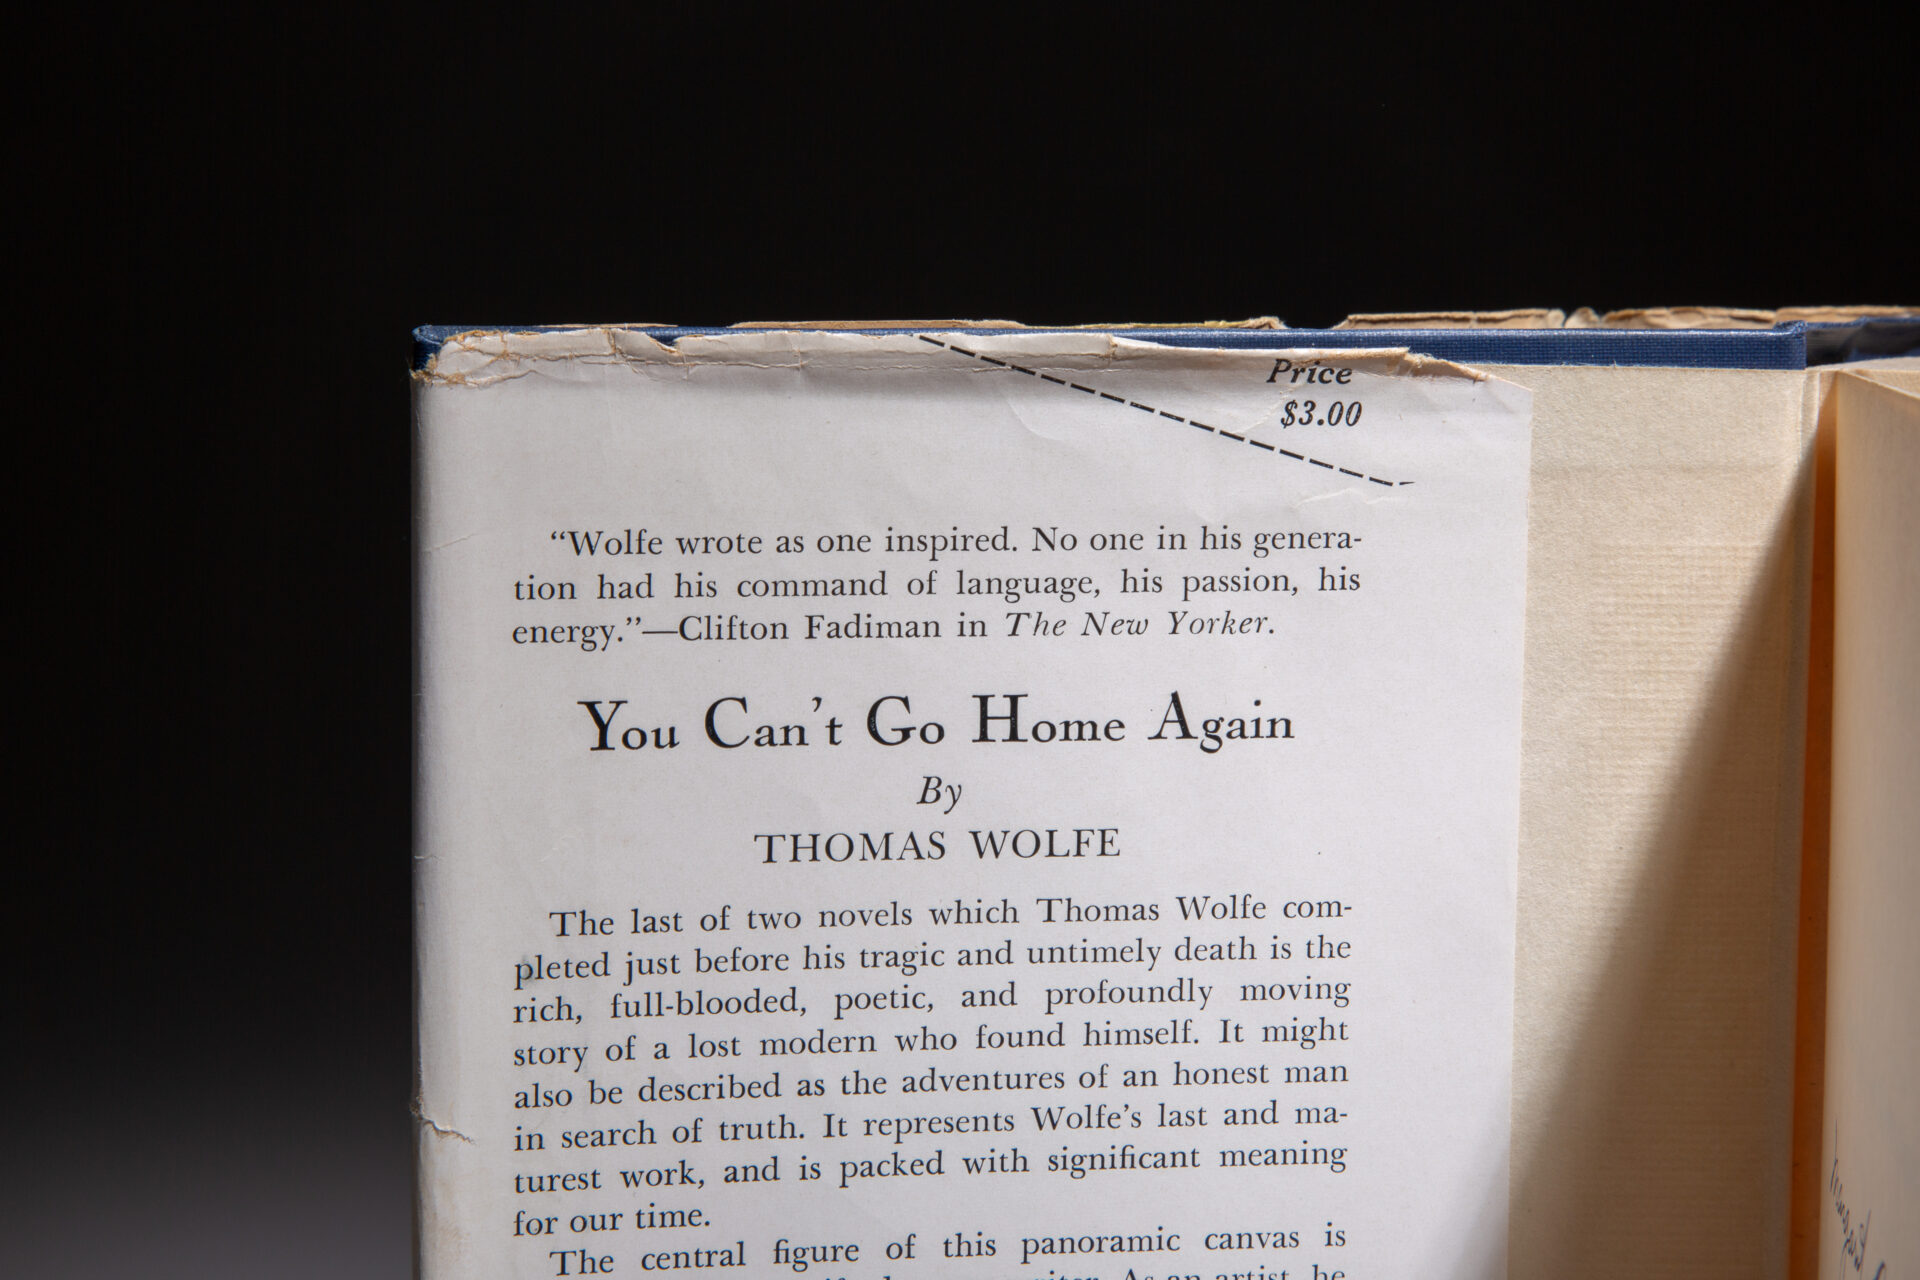 Price
$3.00
“Wolfe wrote as one inspired. No one in his genera-
tion had his command of language, his passion, his
energy.”—Clifton Fadiman in The New Yorker.
You Can't Go Home Again
By
THOMAS WOLFE
The last of two novels which Thomas Wolfe com-
pleted just before his tragic and untimely death is the
rich, full-blooded, poetic, and profoundly moving
story of a lost modern who found himself. It might
also be described as the adventures of an honest man
in search of truth. It represents Wolfe’s last and ma-
turest work, and is packed with significant meaning
for our time.
The central figure of this panoramic canvas is
writer. As an artist, he